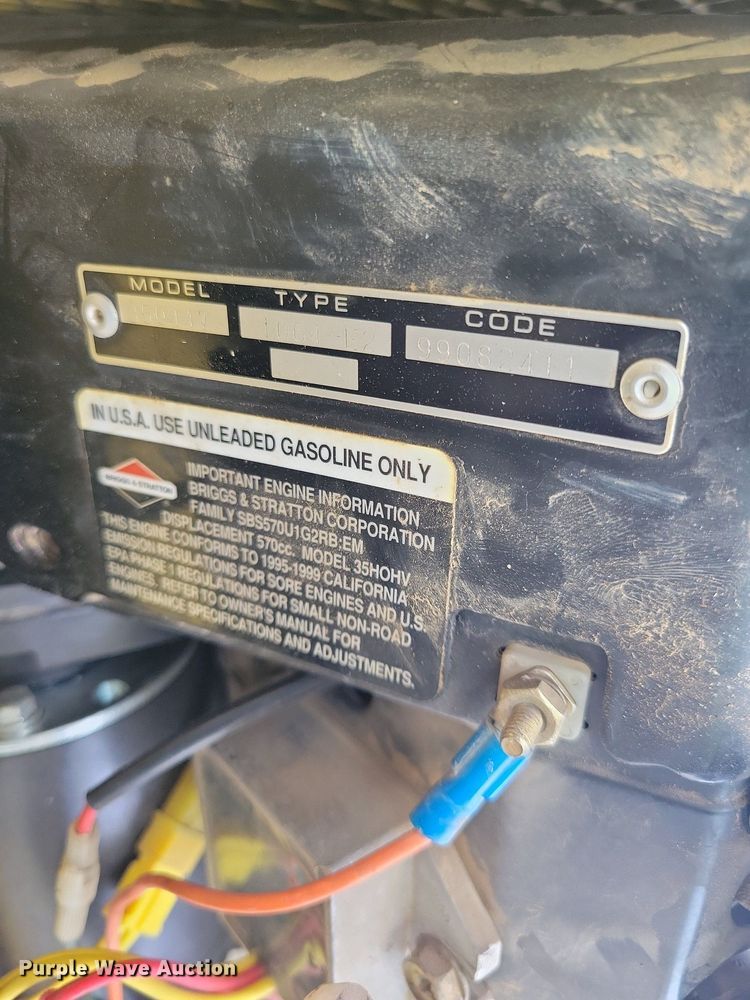 MODEL TYPE CODE
99082411
IN U.S.A. USE UNLEADED GASOLINE ONLY
BRIGGS & STRATTON
IMPORTANT ENGINE INFORMATION
BRIGGS & STRATTON CORPORATION
FAMILY SBS570U1G2RB:EM
DISPLACEMENT 570cc. MODEL 35HOHV
THIS ENGINE CONFORMS TO 1995-1999 CALIFORNIA
EMISSION REGULATIONS FOR SORE ENGINES AND U.S.
EPA PHASE 1 REGULATIONS FOR SMALL NON-ROAD
ENGINES. REFER TO OWNER'S MANUAL FOR
MAINTENANCE SPECIFICATIONS AND ADJUSTMENTS.
Purple Wave Auction